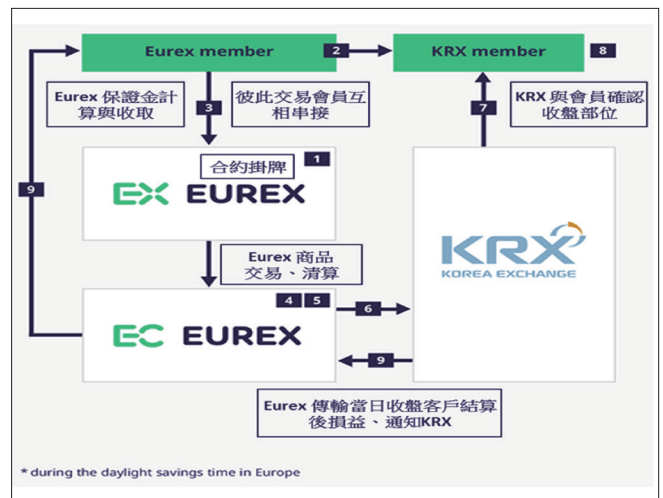 Eurex member
2
KRX member
8
Eurex 保證金計
算與收取
3
彼此交易會員互
相串接
7
KRX 與會員確認
收盤部位
合約掛牌
1
9
EX EUREX
KRX
KOREA EXCHANGE
Eurex 商品
交易、清算
4 5
6
EC EUREX
9
Eurex 傳輸當日收盤客戶結算
後損益、通知KRX
* during the daylight savings time in Europe